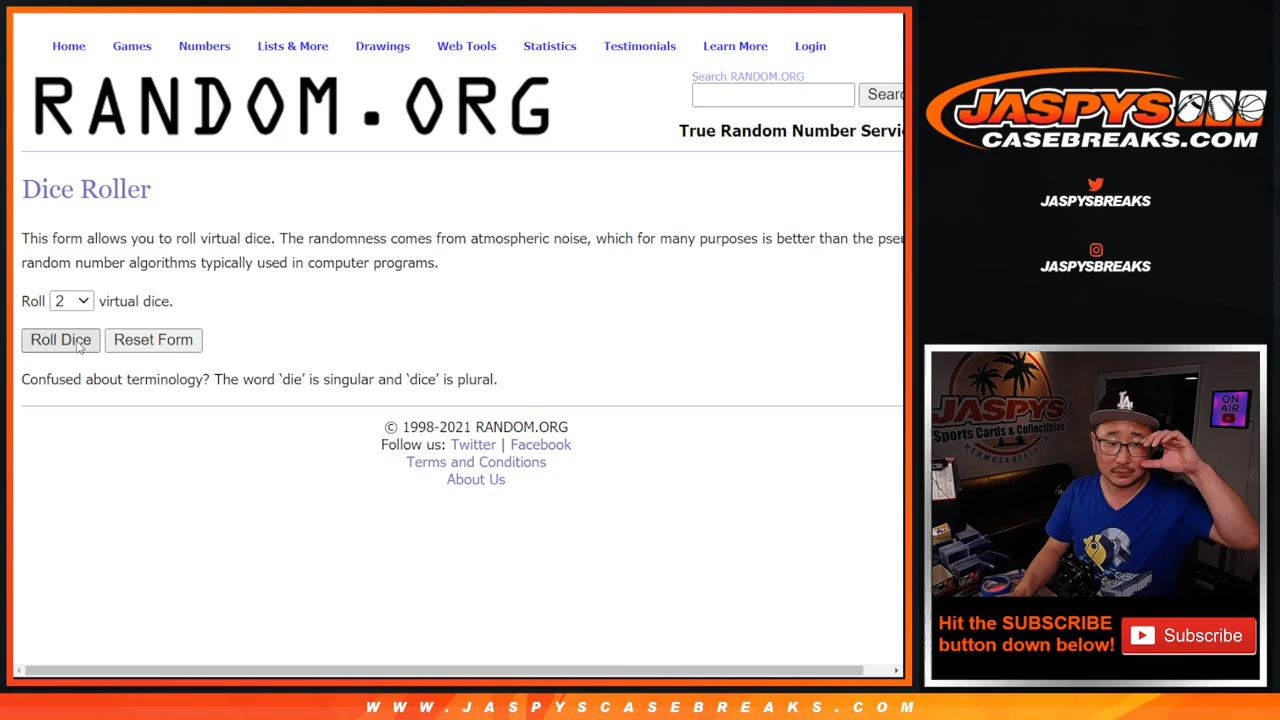 Home Games Numbers Lists & More Drawings Web Tools Statistics Testimonials Learn More Login
RANDOM.ORG
Search RANDOM.ORG
Sear
True Random Number Servi
Dice Roller
This form allows you to roll virtual dice. The randomness comes from atmospheric noise, which for many purposes is better than the pseu
random number algorithms typically used in computer programs.
Roll 2 virtual dice.
Roll Dice Reset Form
Confused about terminology? The word ‘die’ is singular and ‘dice’ is plural.
© 1998-2021 RANDOM.ORG
Follow us: Twitter | Facebook
Terms and Conditions
About Us
JASPYS
CASEBREAKS.COM
JASPYSBREAKS
JASPYSBREAKS
JASPYS
Sports Cards & Collectibles
HERMOSA BEACH CA
LA
ON
AIR
Hit the SUBSCRIBE
button down below!
Subscribe
WWW.JASPYSCASEBREAKS.COM